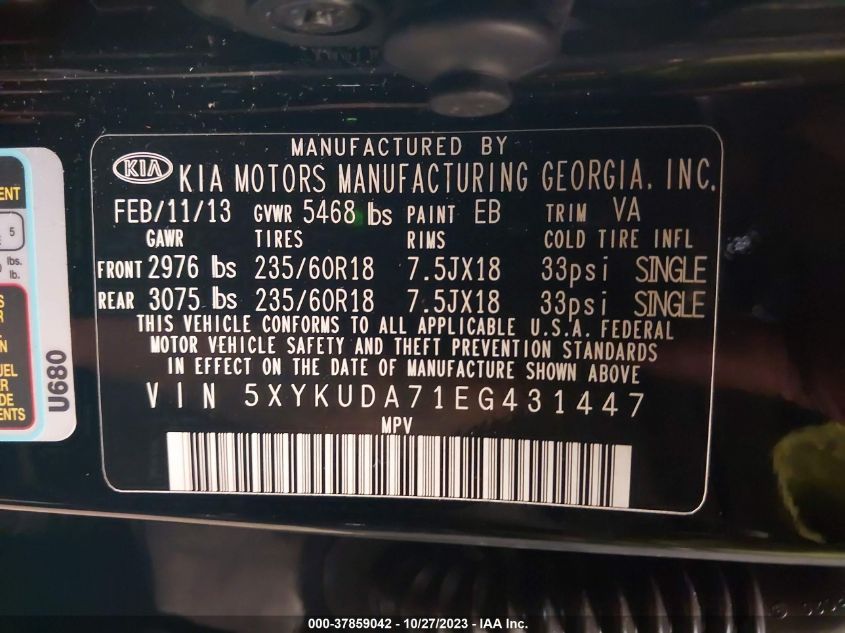 MANUFACTURED BY
KIA KIA MOTORS MANUFACTURING GEORGIA, INC.
FEB/11/13 GVWR 5468 lbs PAINT EB TRIM VA
GAWR TIRES RIMS COLD TIRE INFL
FRONT 2976 lbs 235/60R18 7.5JX18 33psi SINGLE
REAR 3075 lbs 235/60R18 7.5JX18 33psi SINGLE
THIS VEHICLE CONFORMS TO ALL APPLICABLE U.S.A. FEDERAL
MOTOR VEHICLE SAFETY AND THEFT PREVENTION STANDARDS
IN EFFECT ON THE DATE OF MANUFACTURE SHOWN ABOVE
VIN 5XYKUDA71EG431447
MPV
5
lbs.
lb.
U680
000-37859042 - 10/27/2023 - IAA Inc.